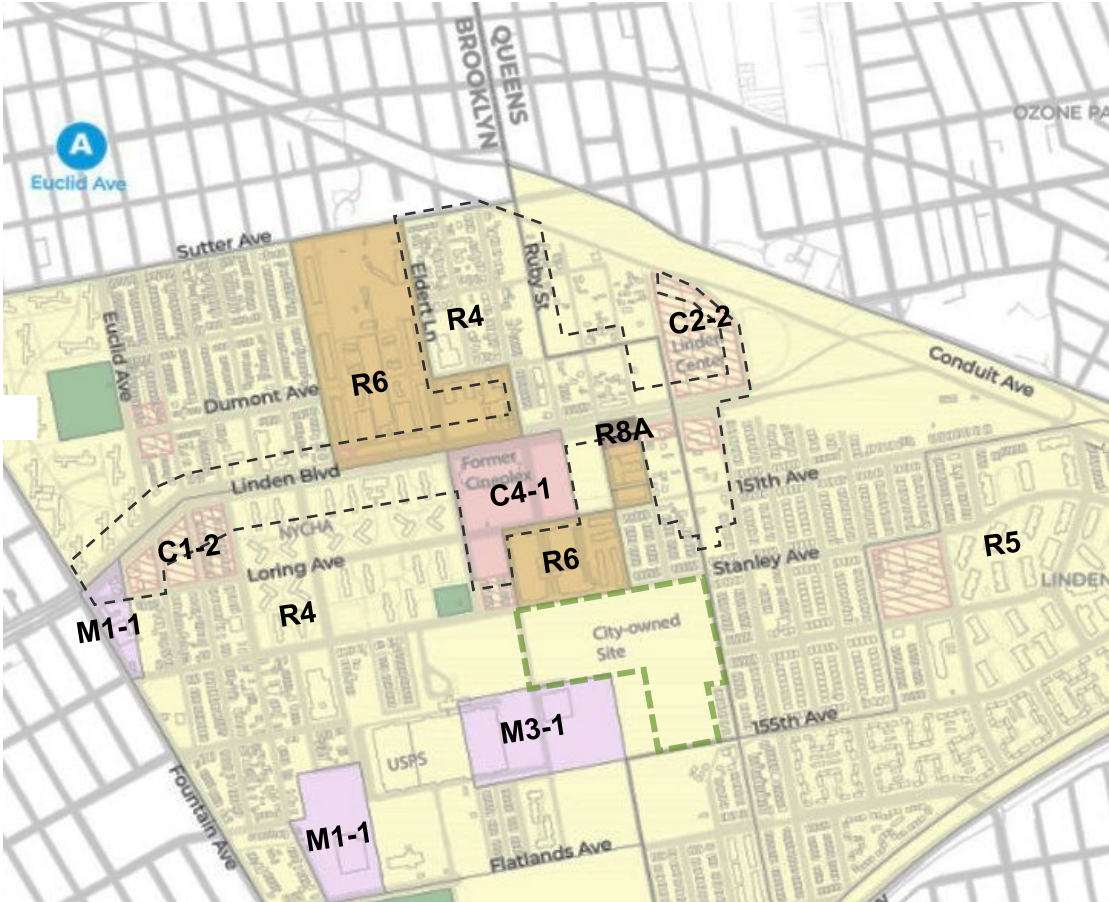 QUEENS
BROOKLYN
OZONE PA
A
Euclid Ave
Sutter Ave
Ruby St
Eldert Ln
R4
C2-2
Linden
Center
Euclid Ave
Conduit Ave
R6
Dumont Ave
R8A
Linden Blvd
Former
Cineplex
C4-1
151th Ave
NYCHA
C1-2
Loring Ave
R6
Stanley Ave
R5
LINDEN
R4
M1-1
City-owned
Site
M3-1
155th Ave
USPS
Fountain Ave
M1-1
Flatlands Ave